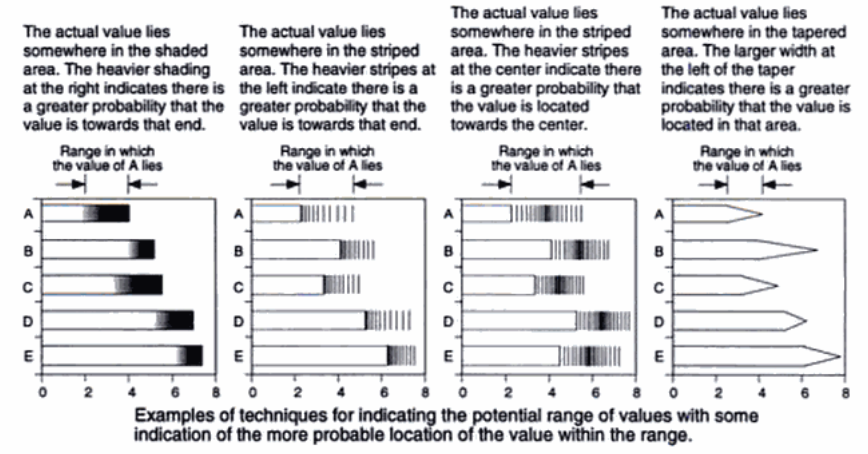 The actual value lies
somewhere in the shaded
area. The heavier shading
at the right indicates there is
a greater probability that the
value is towards that end.
The actual value lies
somewhere in the striped
area. The heavier stripes at
the left indicate there is a
greater probability that the
value is towards that end.
The actual value lies
somewhere in the striped
area. The heavier stripes
at the center indicate there
is a greater probability that
the value is located
towards the center.
The actual value lies
somewhere in the tapered
area. The larger width at
the left of the taper
indicates there is a greater
probability that the value is
located in that area.
Range in which
the value of A lies
A
B
C
D
E
0 2 4 6 8
Range in which
the value of A lies
A
B
C
D
E
0 2 4 6 8
Range in which
the value of A lies
A
B
C
D
E
0 2 4 6 8
Range in which
the value of A lies
A
B
C
D
E
0 2 4 6 8
Examples of techniques for indicating the potential range of values with some
indication of the more probable location of the value within the range.